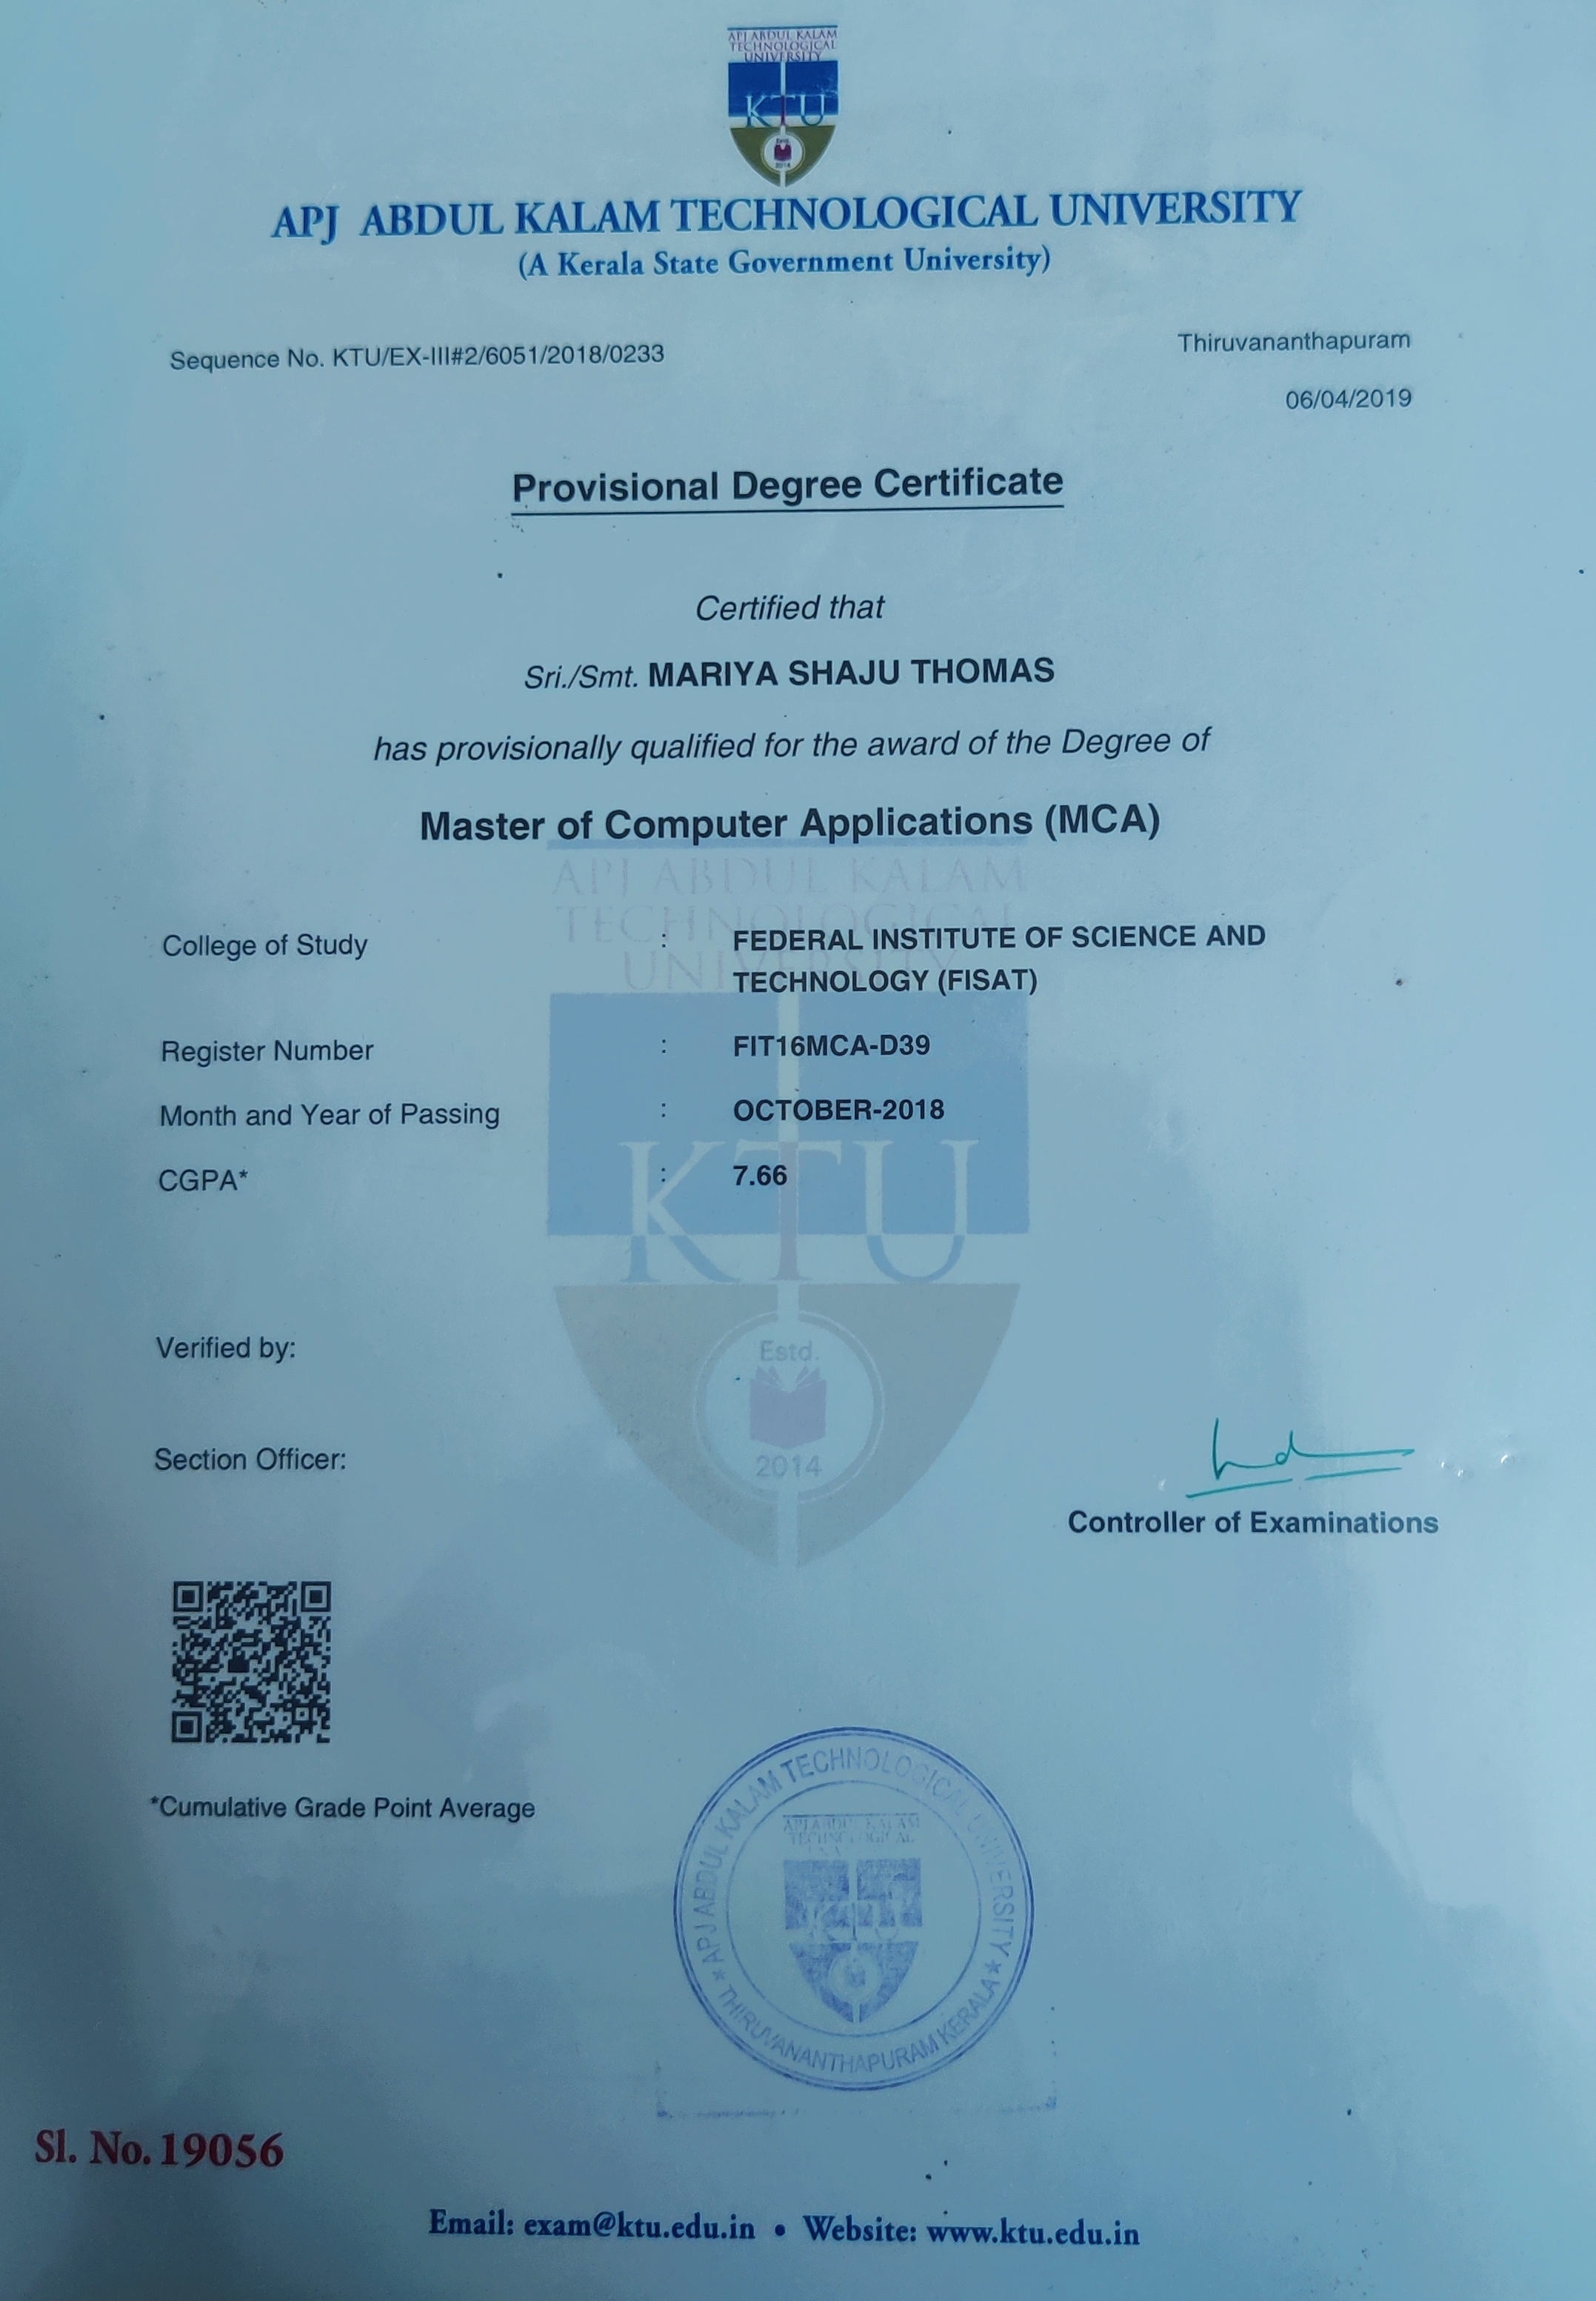 APJ ABDUL KALAM
TECHNOLOGICAL
UNIVERSITY
KTU
Estd.
2014
APJ ABDUL KALAM TECHNOLOGICAL UNIVERSITY
(A Kerala State Government University)
Sequence No. KTU/EX-III#2/6051/2018/0233
Thiruvananthapuram
06/04/2019
Provisional Degree Certificate
Certified that
Sri./Smt. MARIYA SHAJU THOMAS
has provisionally qualified for the award of the Degree of
Master of Computer Applications (MCA)
APJ ABDUL KALAM
TECHNOLOGICAL
UNIVERSITY
College of Study : FEDERAL INSTITUTE OF SCIENCE AND
TECHNOLOGY (FISAT)
Register Number : FIT16MCA-D39
Month and Year of Passing : OCTOBER-2018
CGPA* : 7.66
KTU
Estd.
2014
Verified by:
Section Officer:
Controller of Examinations
*Cumulative Grade Point Average
APJ ABDUL KALAM TECHNOLOGICAL UNIVERSITY
★ THIRUVANANTHAPURAM KERALA ★
APJ ABDUL KALAM
TECHNOLOGICAL
KTU
Sl. No. 19056
Email: exam@ktu.edu.in • Website: www.ktu.edu.in